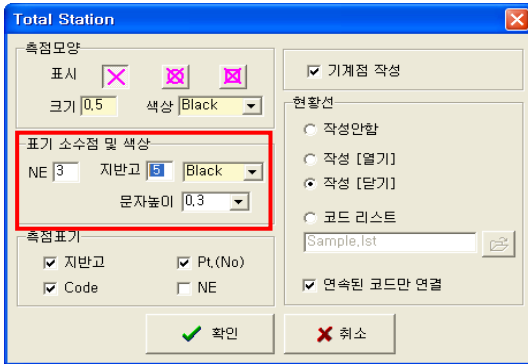 Total Station
측점모양
표시
크기 0.5 색상 Black
표기 소수점 및 색상
NE 3 지반고 5 Black
문자높이 0.3
측점표기
지반고 Pt.(No)
Code NE
기계점 작성
현황선
작성안함
작성 [열기]
작성 [닫기]
코드 리스트
Sample.lst
연속된 코드만 연결
확인 취소